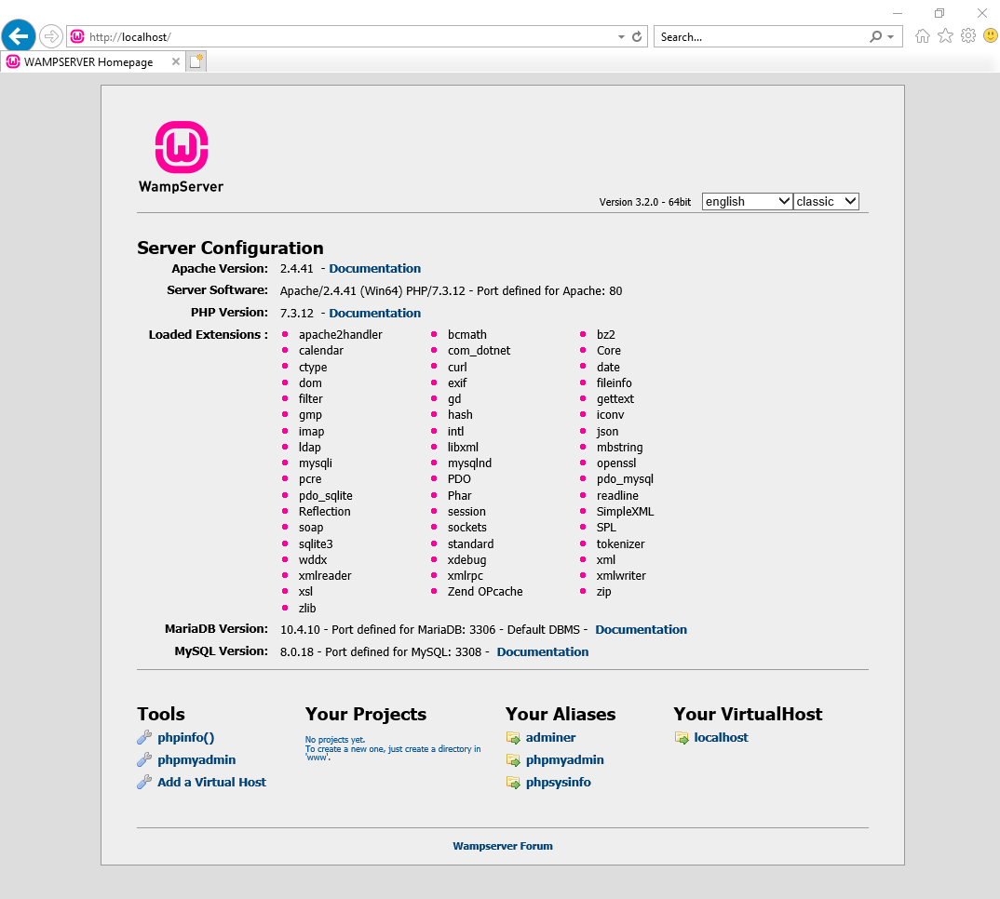 http://localhost/
Search...
WAMPSERVER Homepage
WampServer
Version 3.2.0 - 64bit english classic
Server Configuration
Apache Version: 2.4.41 - Documentation
Server Software: Apache/2.4.41 (Win64) PHP/7.3.12 - Port defined for Apache: 80
PHP Version: 7.3.12 - Documentation
Loaded Extensions : apache2handler bcmath bz2
calendar com_dotnet Core
ctype curl date
dom exif fileinfo
filter gd gettext
gmp hash iconv
imap intl json
ldap libxml mbstring
mysqli mysqlnd openssl
pcre PDO pdo_mysql
pdo_sqlite Phar readline
Reflection session SimpleXML
soap sockets SPL
sqlite3 standard tokenizer
wddx xdebug xml
xmlreader xmlrpc xmlwriter
xsl Zend OPcache zip
zlib
MariaDB Version: 10.4.10 - Port defined for MariaDB: 3306 - Default DBMS - Documentation
MySQL Version: 8.0.18 - Port defined for MySQL: 3308 - Documentation
Tools
phpinfo()
phpmyadmin
Add a Virtual Host
Your Projects
No projects yet.
To create a new one, just create a directory in
'www'.
Your Aliases
adminer
phpmyadmin
phpsysinfo
Your VirtualHost
localhost
Wampserver Forum